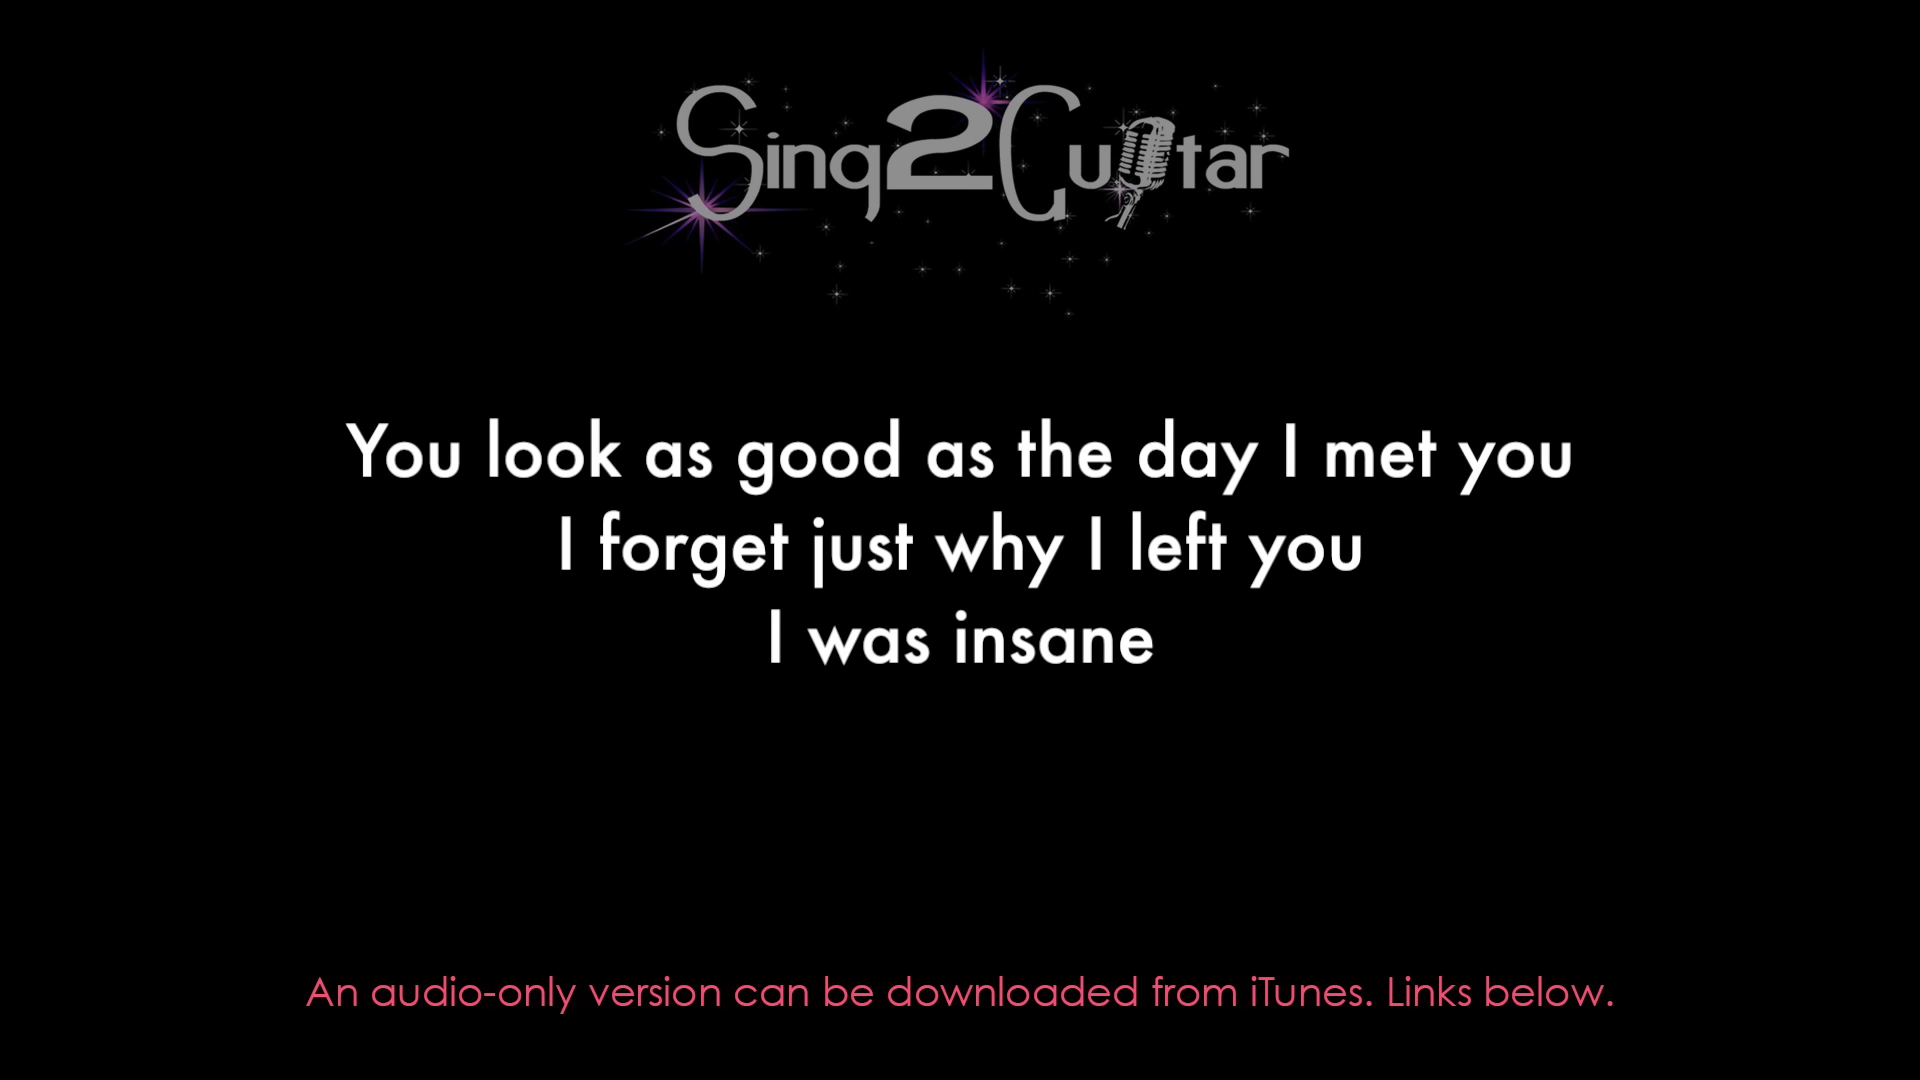 Sing2Guitar
You look as good as the day I met you
I forget just why I left you
I was insane
An audio-only version can be downloaded from iTunes. Links below.